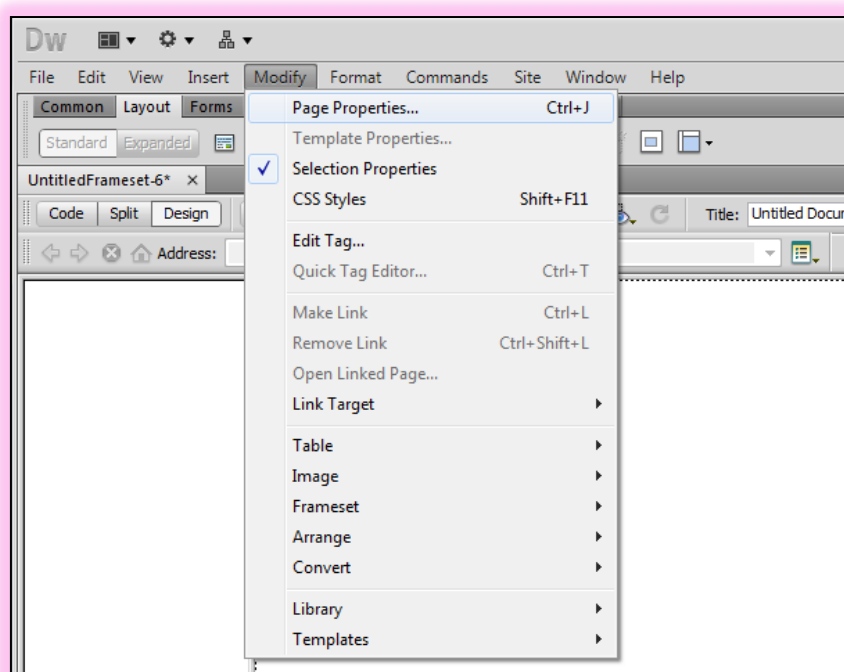 Dw
File Edit View Insert Modify Format Commands Site Window Help
Common Layout Forms
Page Properties... Ctrl+J
Standard Expanded
Template Properties...
Selection Properties
UntitledFrameset-6* ×
CSS Styles Shift+F11
Code Split Design
Title: Untitled Docur
Edit Tag...
Address:
Quick Tag Editor... Ctrl+T
Make Link Ctrl+L
Remove Link Ctrl+Shift+L
Open Linked Page...
Link Target
Table
Image
Frameset
Arrange
Convert
Library
Templates